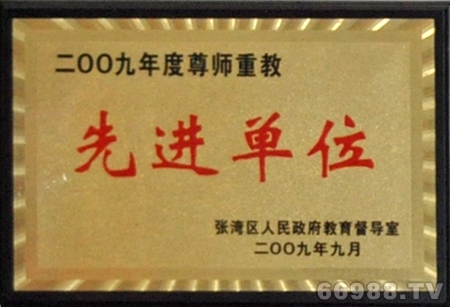 二OO九年度尊师重教
先进单位
张湾区人民政府教育督导室
二OO九年九月
66988.TV